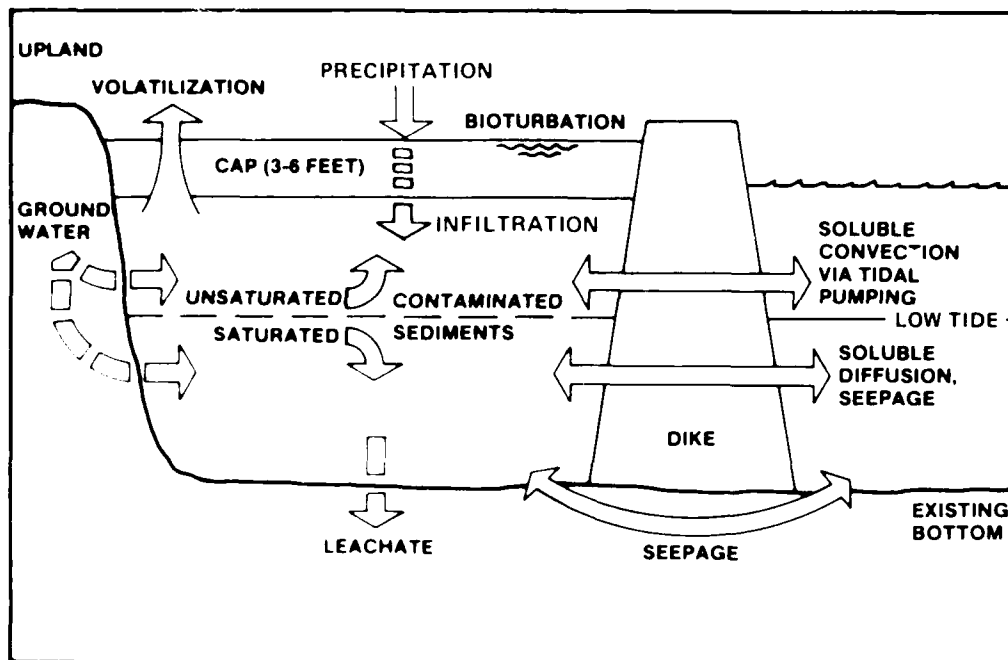 UPLAND
VOLATILIZATION
PRECIPITATION
BIOTURBATION
CAP (3-6 FEET)
GROUND
WATER
INFILTRATION
SOLUBLE
CONVECTION
VIA TIDAL
PUMPING
UNSATURATED
CONTAMINATED
SATURATED
SEDIMENTS
LOW TIDE
SOLUBLE
DIFFUSION,
SEEPAGE
DIKE
LEACHATE
SEEPAGE
EXISTING
BOTTOM